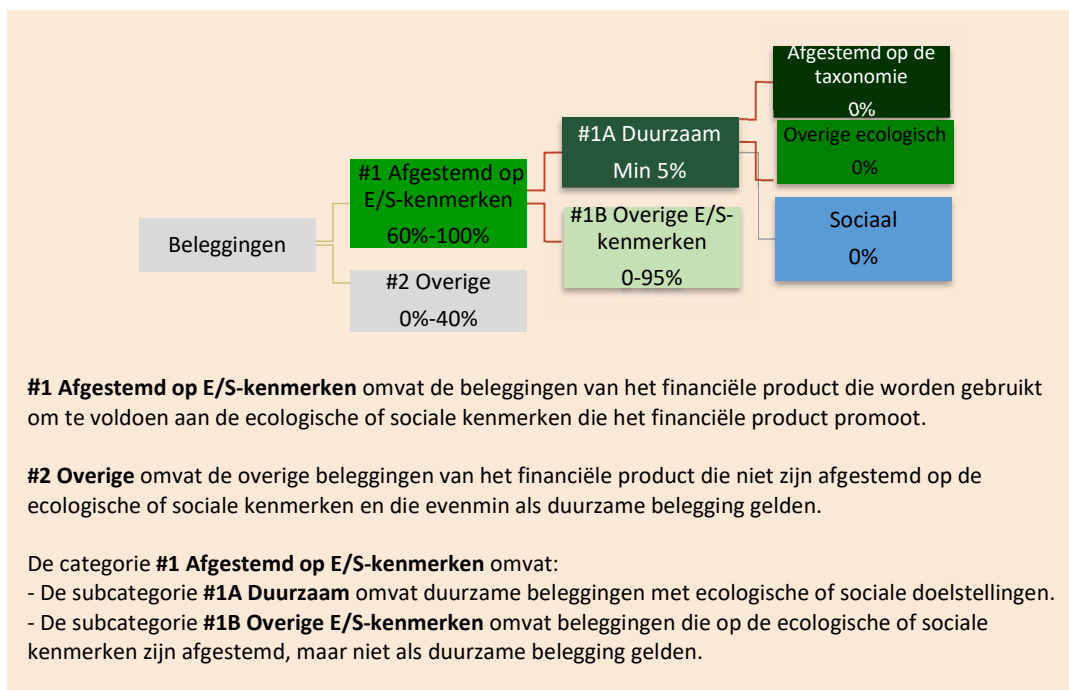 Beleggingen
#1 Afgestemd op
E/S-kenmerken
60%-100%
#2 Overige
0%-40%
#1A Duurzaam
Min 5%
#1B Overige E/S-
kenmerken
0-95%
Afgestemd op de
taxonomie
0%
Overige ecologisch
0%
Sociaal
0%
#1 Afgestemd op E/S-kenmerken omvat de beleggingen van het financiële product die worden gebruikt
om te voldoen aan de ecologische of sociale kenmerken die het financiële product promoot.
#2 Overige omvat de overige beleggingen van het financiële product die niet zijn afgestemd op de
ecologische of sociale kenmerken en die evenmin als duurzame belegging gelden.
De categorie #1 Afgestemd op E/S-kenmerken omvat:
- De subcategorie #1A Duurzaam omvat duurzame beleggingen met ecologische of sociale doelstellingen.
- De subcategorie #1B Overige E/S-kenmerken omvat beleggingen die op de ecologische of sociale
kenmerken zijn afgestemd, maar niet als duurzame belegging gelden.